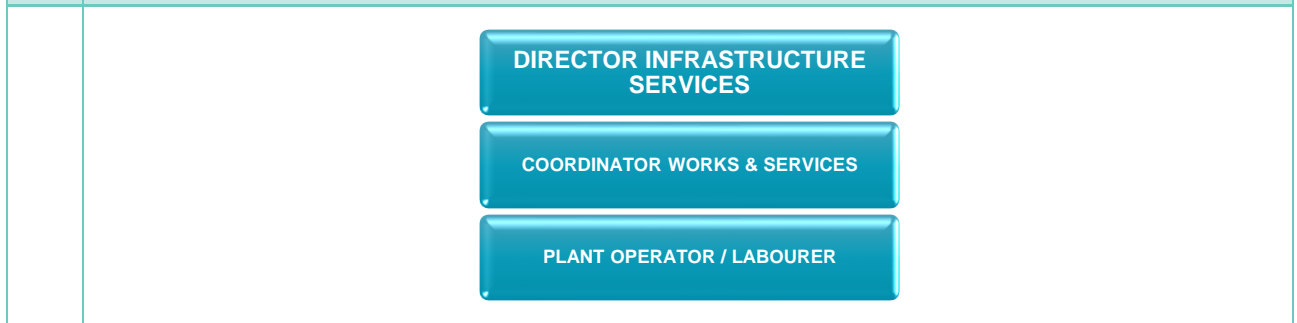 DIRECTOR INFRASTRUCTURE
SERVICES
COORDINATOR WORKS & SERVICES
PLANT OPERATOR / LABOURER